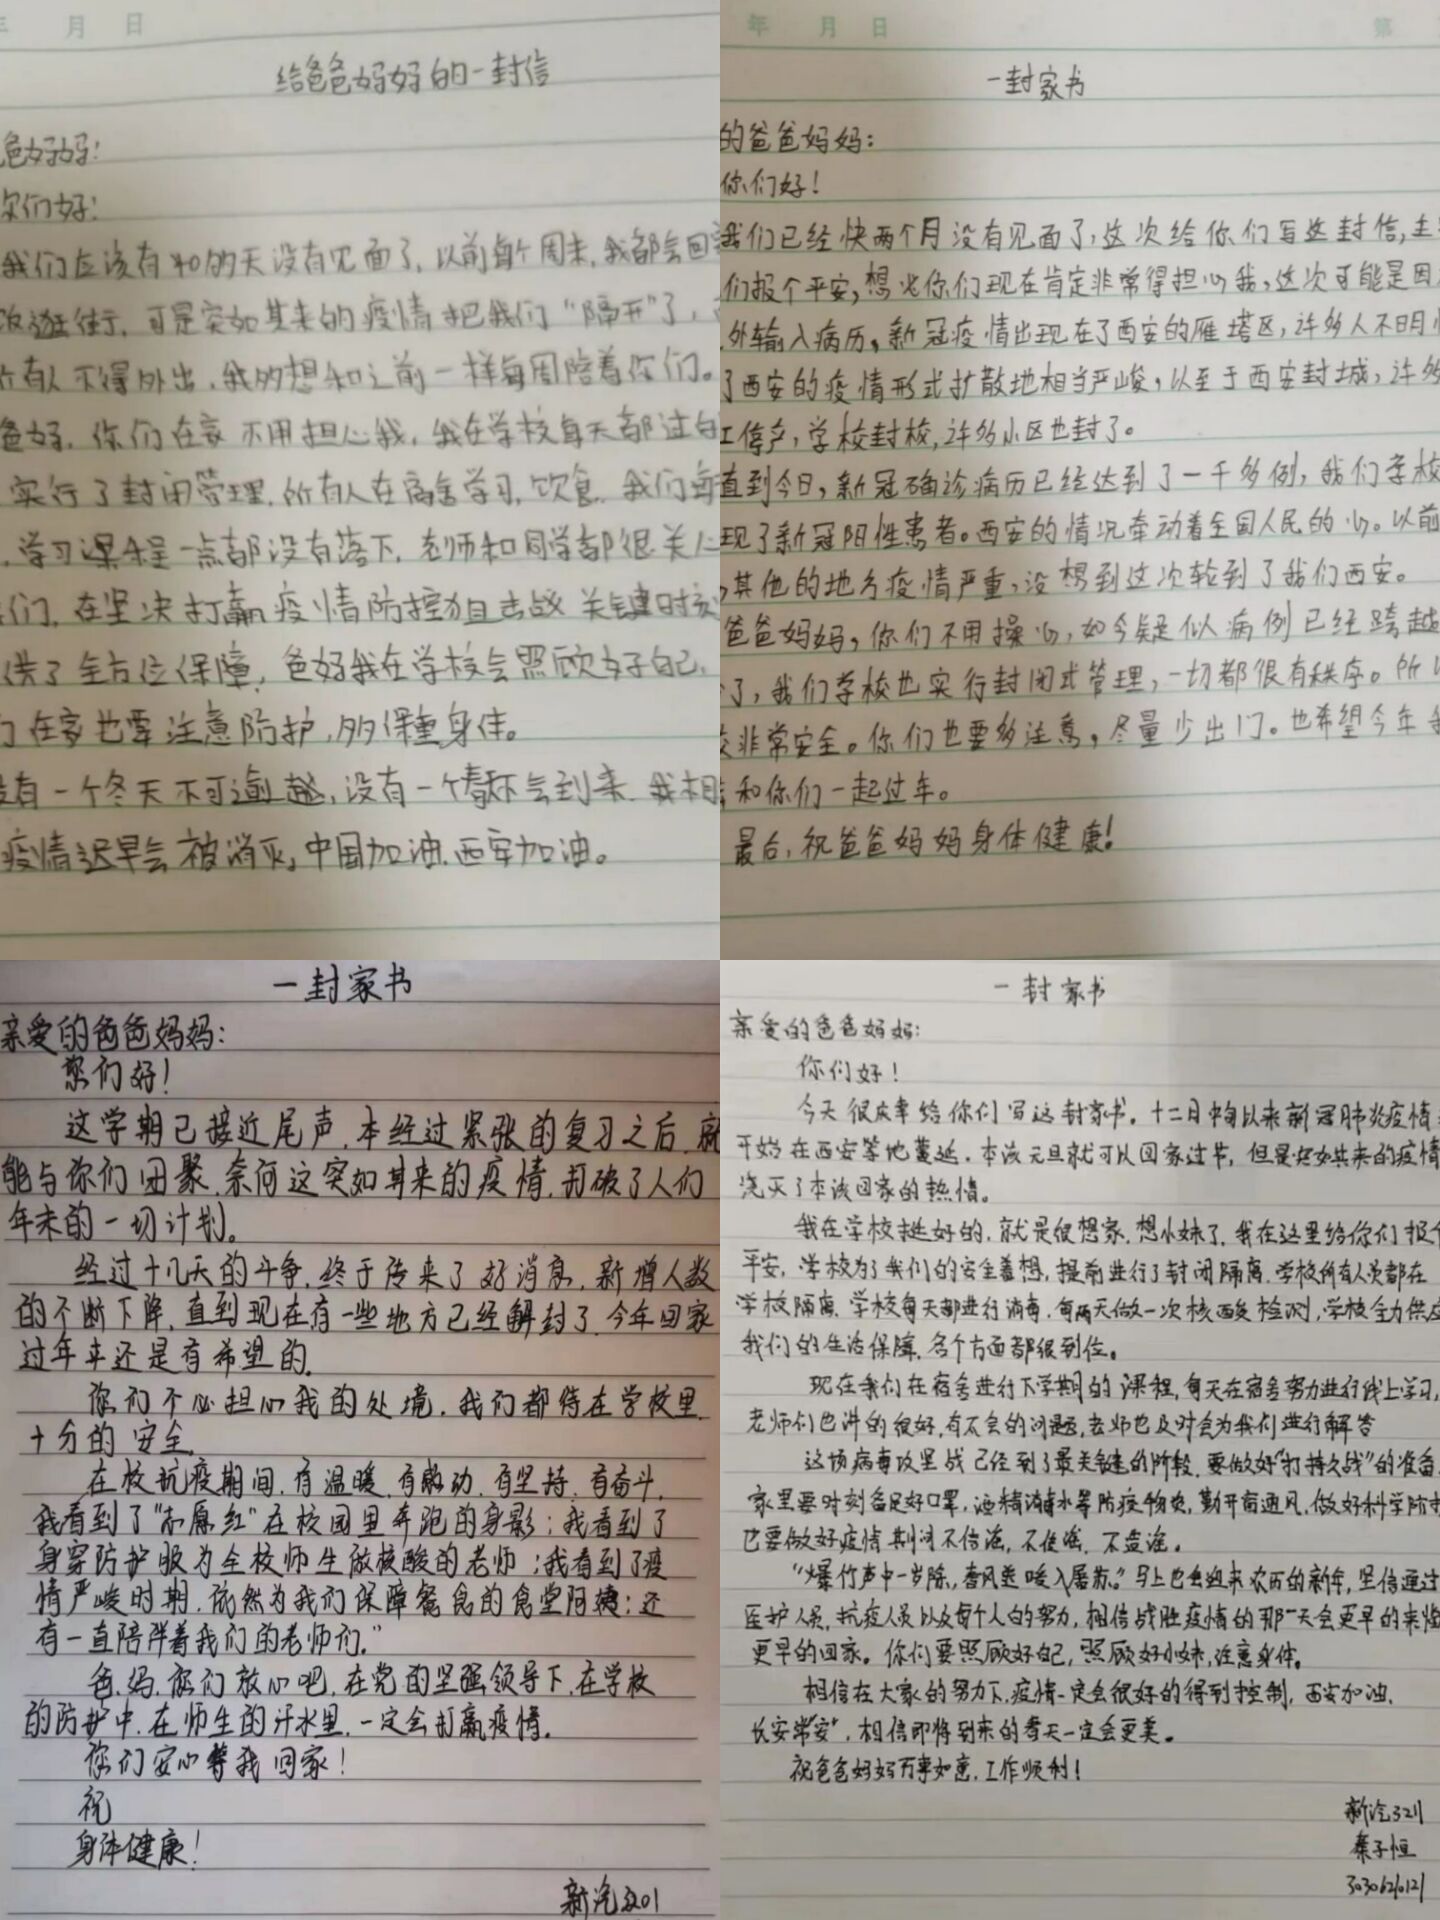 年 月 日
给爸爸妈妈的一封信
爸妈妈:
你们好!
我们应该有40的天没有见面了,以前每个周末,我都会回
饭逛街,可是突如其来的疫情把我们“隔开”了,
所有人不得外出,我多想和之前一样每周陪着你们。
爸妈,你们在家不用担心我,我在学校每天都过的
实行了封闭管理,所有人在宿舍学习,饮食,我们每
,学习课程一点都没有落下,老师和同学都很关心
们,在坚决打赢疫情防控狙击战关键时刻
供了全方位保障,爸妈我在学校会照顾好自己,
们在家也要注意防护,多保重身体。
没有一个冬天不可逾越,没有一个春不会到来,我相
疫情迟早会被消灭,中国加油,西安加油。
年 月 日 第
一封家书
的爸爸妈妈:
你们好!
我们已经快两个月没有见面了,这次给你们写这封信,主
们报个平安,想必你们现在肯定非常得担心我,这次可能是因
外输入病历,新冠疫情出现在了西安的雁塔区,许多人不明
了西安的疫情形式扩散地相当严峻,以至于西安封城,许多
工停产,学校封校,许多小区也封了。
直到今日,新冠确诊病历已经达到了一千多例,我们学校
现了新冠阳性患者。西安的情况牵动着全国人民的心。以前
其他的地方疫情严重,没想到这次轮到了我们西安。
爸爸妈妈,你们不用操心,如今疑似病例已经跨越
了,我们学校也实行封闭式管理,一切都很有秩序。所以
校非常安全。你们也要多注意,尽量少出门。也希望今年我
和你们一起过年。
最后,祝爸爸妈妈身体健康!
一封家书
亲爱的爸爸妈妈:
您们好!
这学期已接近尾声,本经过紧张的复习之后,就
能与你们团聚,奈何这突如其来的疫情,打破了人们
年末的一切计划。
经过十几天的斗争,终于传来了好消息,新增人数
的不断下降,直到现在有一些地方已经解封了,今年回家
过年来还是有希望的,
你们不必担心我的处境,我们都待在学校里,
十分的安全,
在校抗疫期间,有温暖,有感动,有坚持,有奋斗,
我看到了“志愿红”在校园里奔跑的身影;我看到了
身穿防护服为全校师生做核酸的老师;我看到了疫
情严峻时期,依然为我们保障餐食的食堂阿姨;还
有一直陪伴着我们的老师们,”
爸,妈,你们放心吧,在党的坚强领导下,在学校
的防护中,在师生的汗水里,一定会打赢疫情,
你们安心等我回家!
祝
身体健康!
新汽3201
一封家书
亲爱的爸爸妈妈:
你们好!
今天很庆幸给你们写这封家书,十二月中旬以来新冠肺炎疫情
开始在西安等地蔓延,本该元旦就可以回家过节,但是突如其来的疫情
浇灭了本该回家的热情。
我在学校挺好的,就是很想家,想小妹了,我在这里给你们报个
平安,学校为了我们的安全着想,提前进行了封闭隔离,学校所有人员都在
学校隔离,学校每天都进行消毒,每两天做一次核酸检测,学校全力供应
我们的生活保障,各个方面都很到位。
现在我们在宿舍进行下学期的课程,每天在宿舍努力进行线上学习,
老师们也讲的很好,有不会的问题,老师也及时会为我们进行解答
这场病毒攻坚战已经到了最关键的阶段,要做好“打持久战”的准备,
家里要时刻备足好口罩,酒精消毒水等防疫物资,勤开窗通风,做好科学防护
也要做好疫情期间不信谣,不传谣,不造谣。
“爆竹声中一岁除,春风送暖入屠苏。”马上也会迎来农历的新年,坚信通过
医护人员,抗疫人员以及每个人的努力,相信战胜疫情的那一天会更早的来临
更早的回家。你们要照顾好自己,照顾好小妹,注意身体。
相信在大家的努力下,疫情一定会很好的得到控制,西安加油,
长安常“安”,相信即将到来的春天一定会更美。
祝爸爸妈妈万事如意,工作顺利!
新汽3211
秦子恒
3030620121